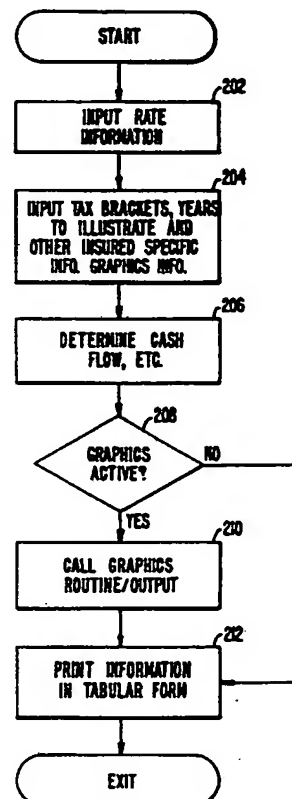 START
202
INPUT RATE
INFORMATION
204
INPUT TAX BRACKETS, YEARS
TO ILLUSTRATE AND
OTHER INSURED SPECIFIC
INFO. GRAPHICS INFO.
206
DETERMINE CASH
FLOW, ETC.
208
GRAPHICS
ACTIVE?
NO
YES
210
CALL GRAPHICS
ROUTINE/OUTPUT
212
PRINT INFORMATION
IN TABULAR FORM
EXIT